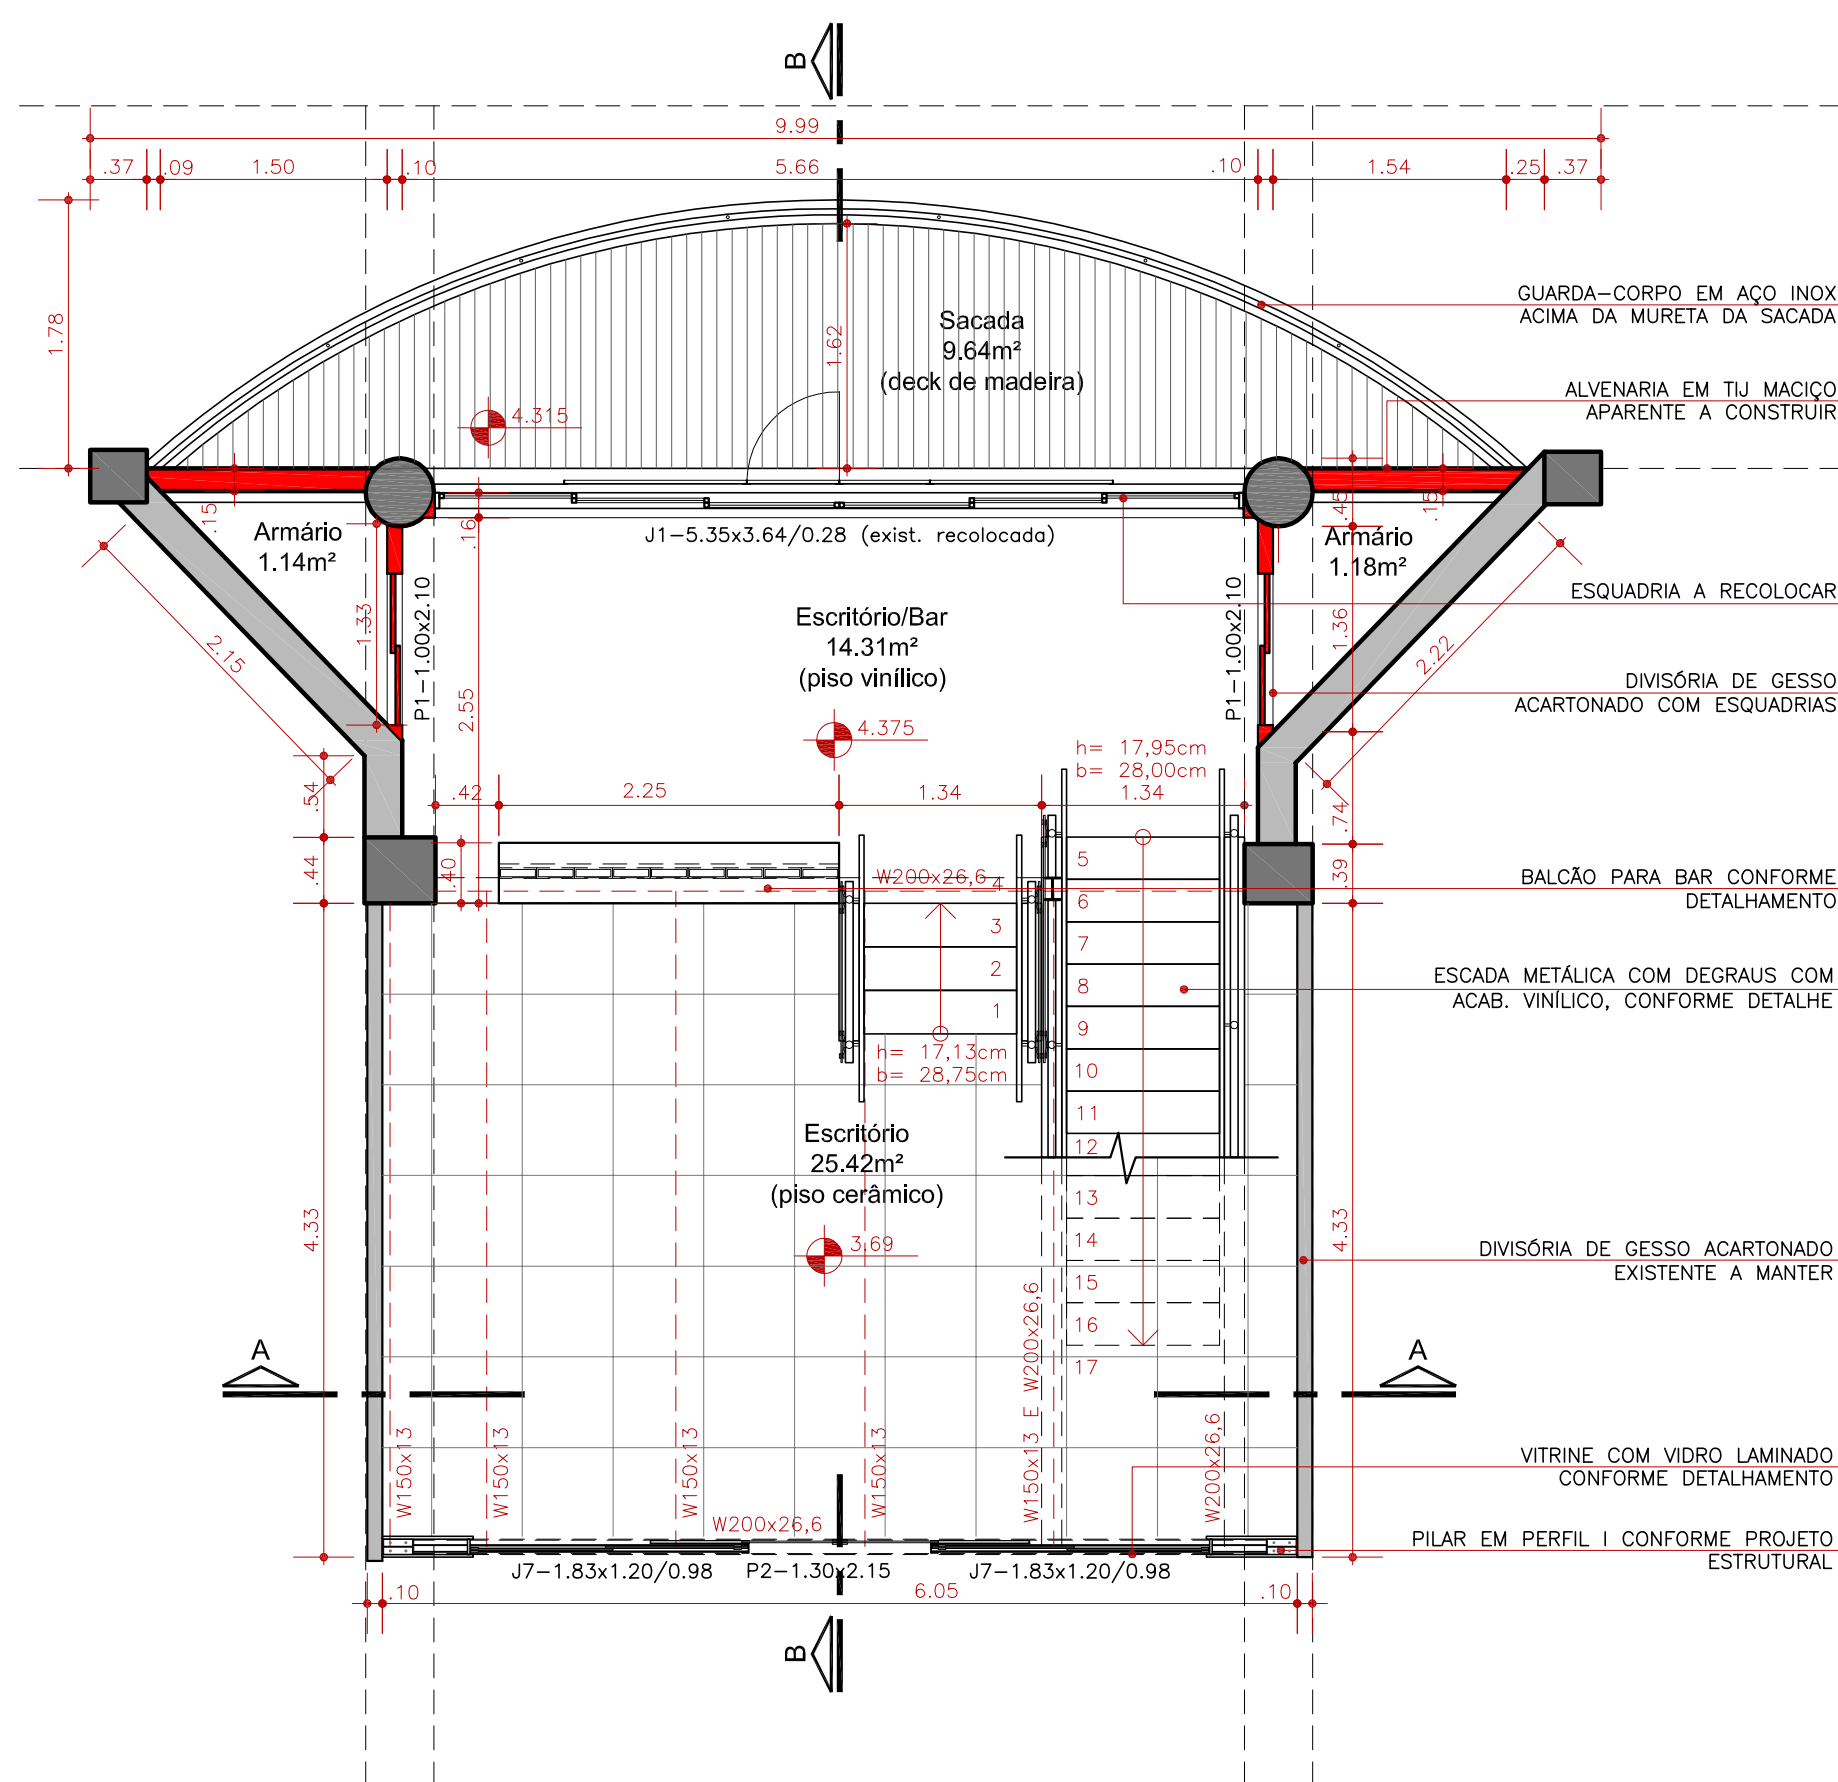 B
9.99
.37
.09
1.50
.10
5.66
.10
1.54
.25
.37
1.78
1.62
Sacada
9.64m²
(deck de madeira)
GUARDA-CORPO EM AÇO INOX
ACIMA DA MURETA DA SACADA
4.315
ALVENARIA EM TIJ MACIÇO
APARENTE A CONSTRUIR
.15
Armário
1.14m²
.16
J1-5.35x3.64/0.28 (exist. recolocada)
.45
.15
Armário
1.18m²
ESQUADRIA A RECOLOCAR
1.33
P1-1.00x2.10
Escritório/Bar
14.31m²
(piso vinílico)
P1-1.00x2.10
1.36
2.15
2.22
2.55
DIVISÓRIA DE GESSO
ACARTONADO COM ESQUADRIAS
4.375
h= 17,95cm
b= 28,00cm
.54
.42
2.25
1.34
1.34
.74
.44
.40
W200x26,6
.39
BALCÃO PARA BAR CONFORME
DETALHAMENTO
5
4
6
3
7
2
8
1
9
10
11
12
13
14
15
16
17
ESCADA METÁLICA COM DEGRAUS COM
ACAB. VINÍLICO, CONFORME DETALHE
h= 17,13cm
b= 28,75cm
Escritório
25.42m²
(piso cerâmico)
4.33
3.69
4.33
DIVISÓRIA DE GESSO ACARTONADO
EXISTENTE A MANTER
A
A
W150x13
W150x13
W150x13
W150x13
W150x13 E W200x26,6
W200x26,6
VITRINE COM VIDRO LAMINADO
CONFORME DETALHAMENTO
W200x26,6
PILAR EM PERFIL I CONFORME PROJETO
ESTRUTURAL
J7-1.83x1.20/0.98
P2-1.30x2.15
J7-1.83x1.20/0.98
.10
6.05
.10
B